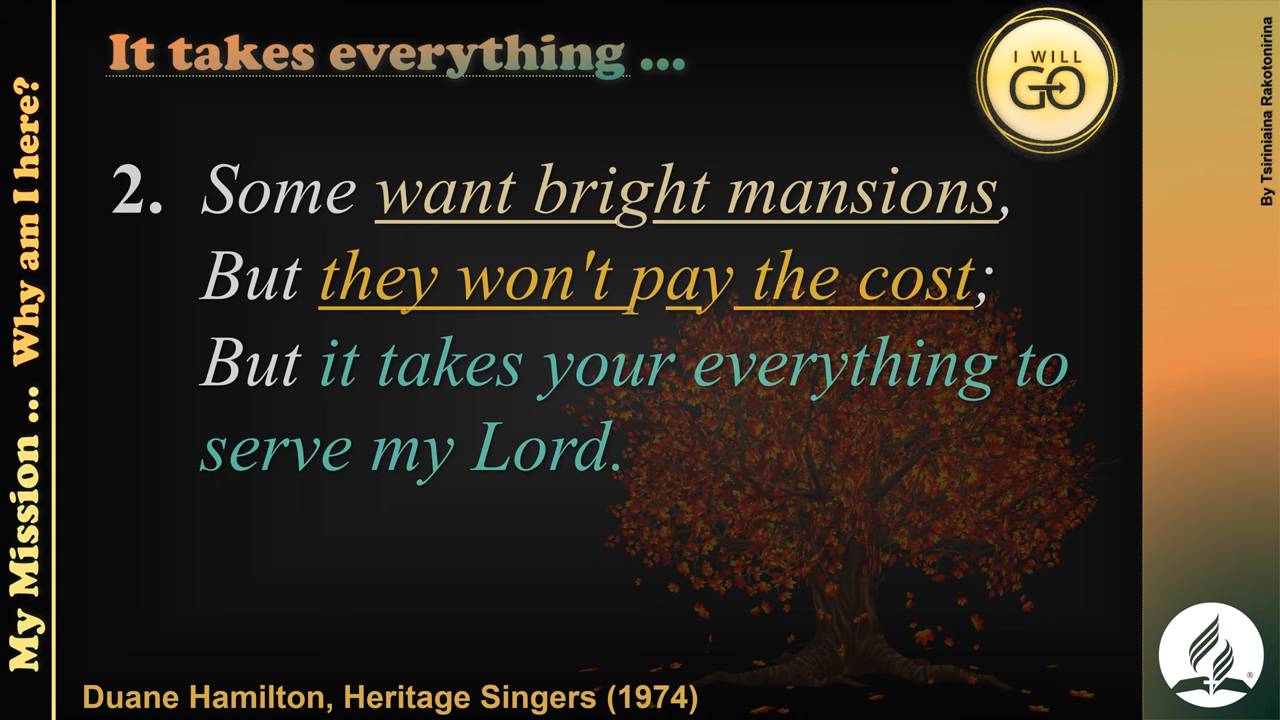 It takes everything ...
I WILL
GO
2. Some want bright mansions,
But they won't pay the cost;
But it takes your everything to
serve my Lord.
Duane Hamilton, Heritage Singers (1974)
My Mission ... Why am I here?
By Tsiriniaina Rakotonirina
®